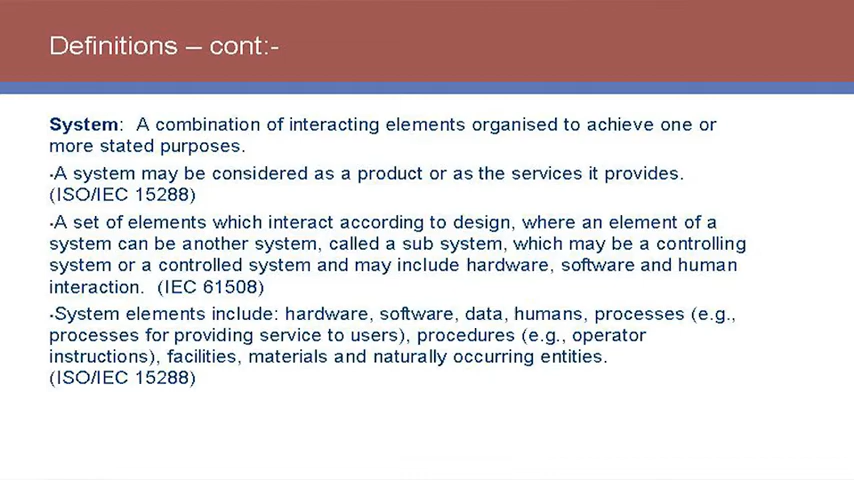 Definitions – cont:-
System: A combination of interacting elements organised to achieve one or
more stated purposes.
•A system may be considered as a product or as the services it provides.
(ISO/IEC 15288)
•A set of elements which interact according to design, where an element of a
system can be another system, called a sub system, which may be a controlling
system or a controlled system and may include hardware, software and human
interaction. (IEC 61508)
•System elements include: hardware, software, data, humans, processes (e.g.,
processes for providing service to users), procedures (e.g., operator
instructions), facilities, materials and naturally occurring entities.
(ISO/IEC 15288)